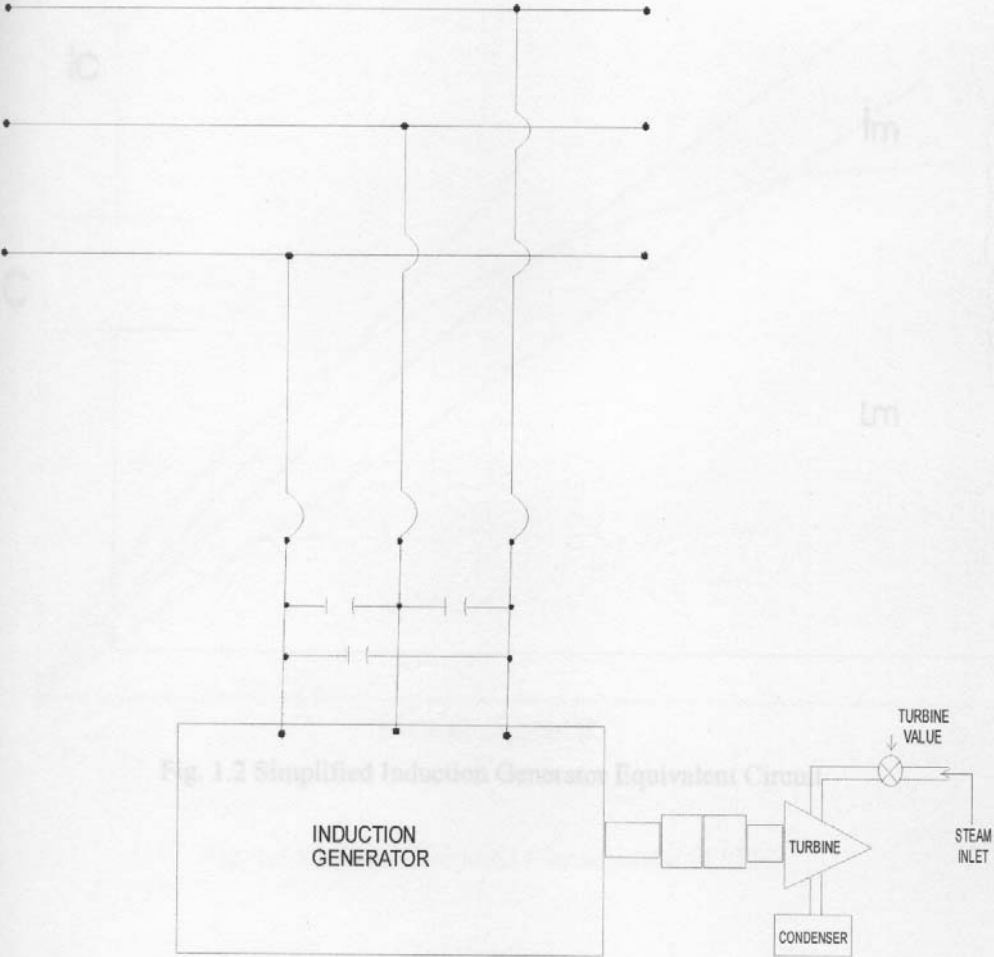 Ic
Im
C
Lm
TURBINE
VALUE
Fig. 1.2 Simplified Induction Generator Equivalent Circuit
INDUCTION
GENERATOR
TURBINE
STEAM
INLET
CONDENSER